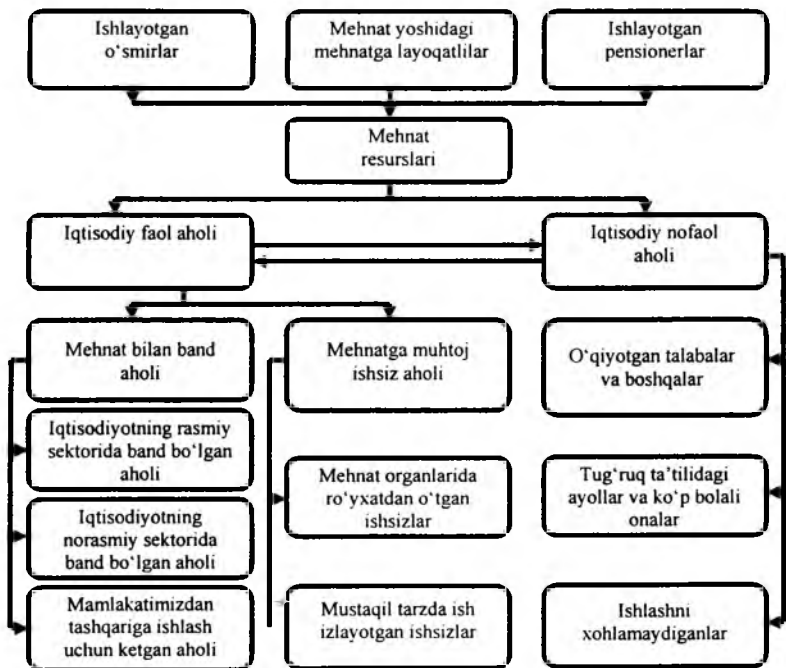 Ishlayotgan
o‘smirlar
Mehnat yoshidagi
mehnatga layoqatlilar
Ishlayotgan
pensionerlar
Mehnat
resurslari
Iqtisodiy faol aholi
Iqtisodiy nofaol
aholi
Mehnat bilan band
aholi
Mehnatga muhtoj
ishsiz aholi
O‘qiyotgan talabalar
va boshqalar
Iqtisodiyotning rasmiy
sektorida band bo‘lgan
aholi
Mehnat organlarida
ro‘yxatdan o‘tgan
ishsizlar
Tug‘ruq ta’tilidagi
ayollar va ko‘p bolali
onalar
Iqtisodiyotning
norasmiy sektorida
band bo‘lgan aholi
Mamlakatimizdan
tashqariga ishlash
uchun ketgan aholi
Mustaqil tarzda ish
izlayotgan ishsizlar
Ishlashni
xohlamaydiganlar